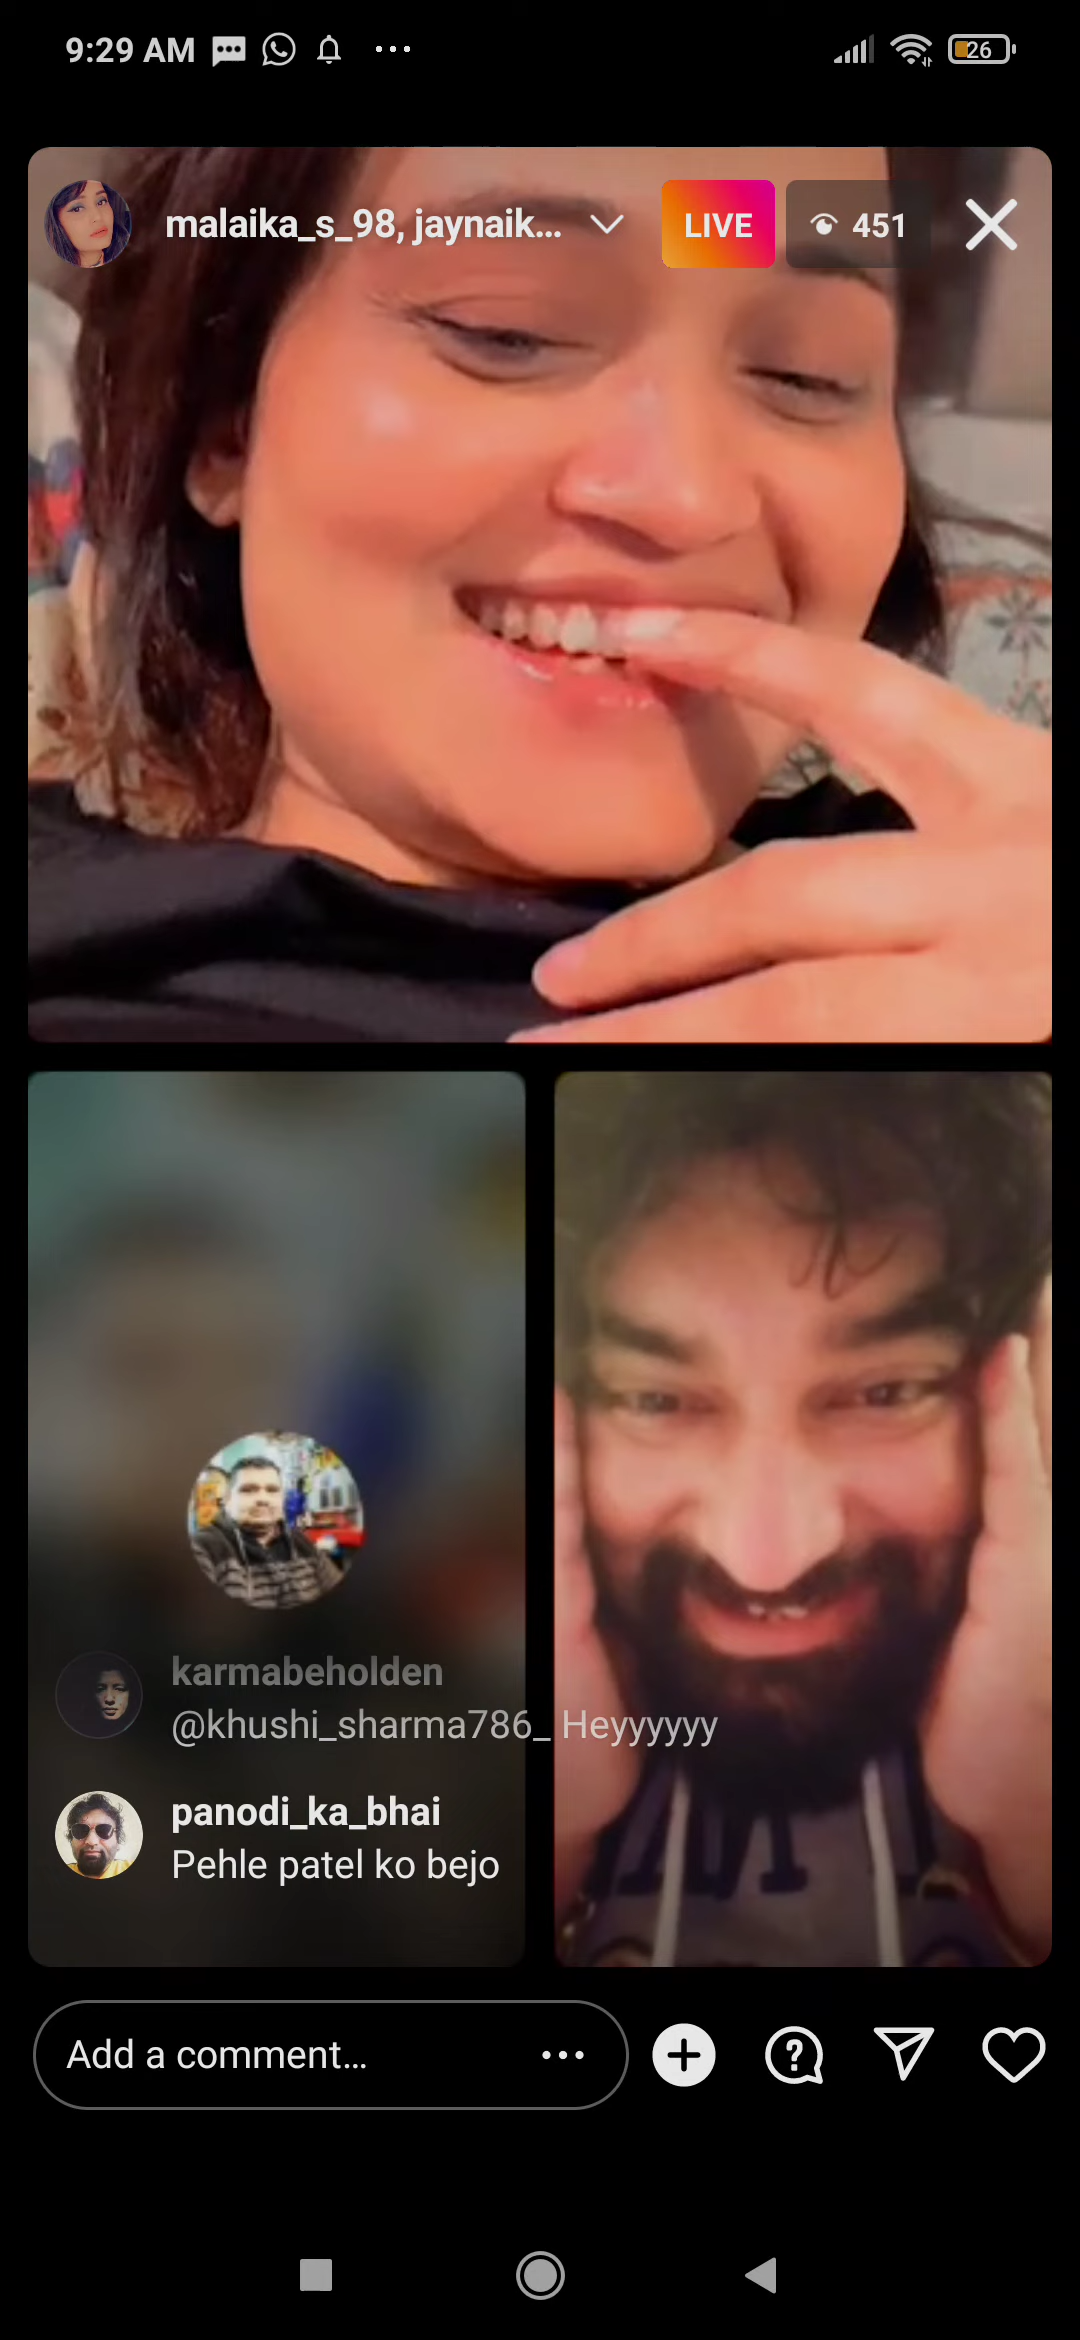 9:29 AM
26
malaika_s_98, jaynaik...
LIVE
451
karmabeholden
@khushi_sharma786_ Heyyyyyy
panodi_ka_bhai
Pehle patel ko bejo
Add a comment...